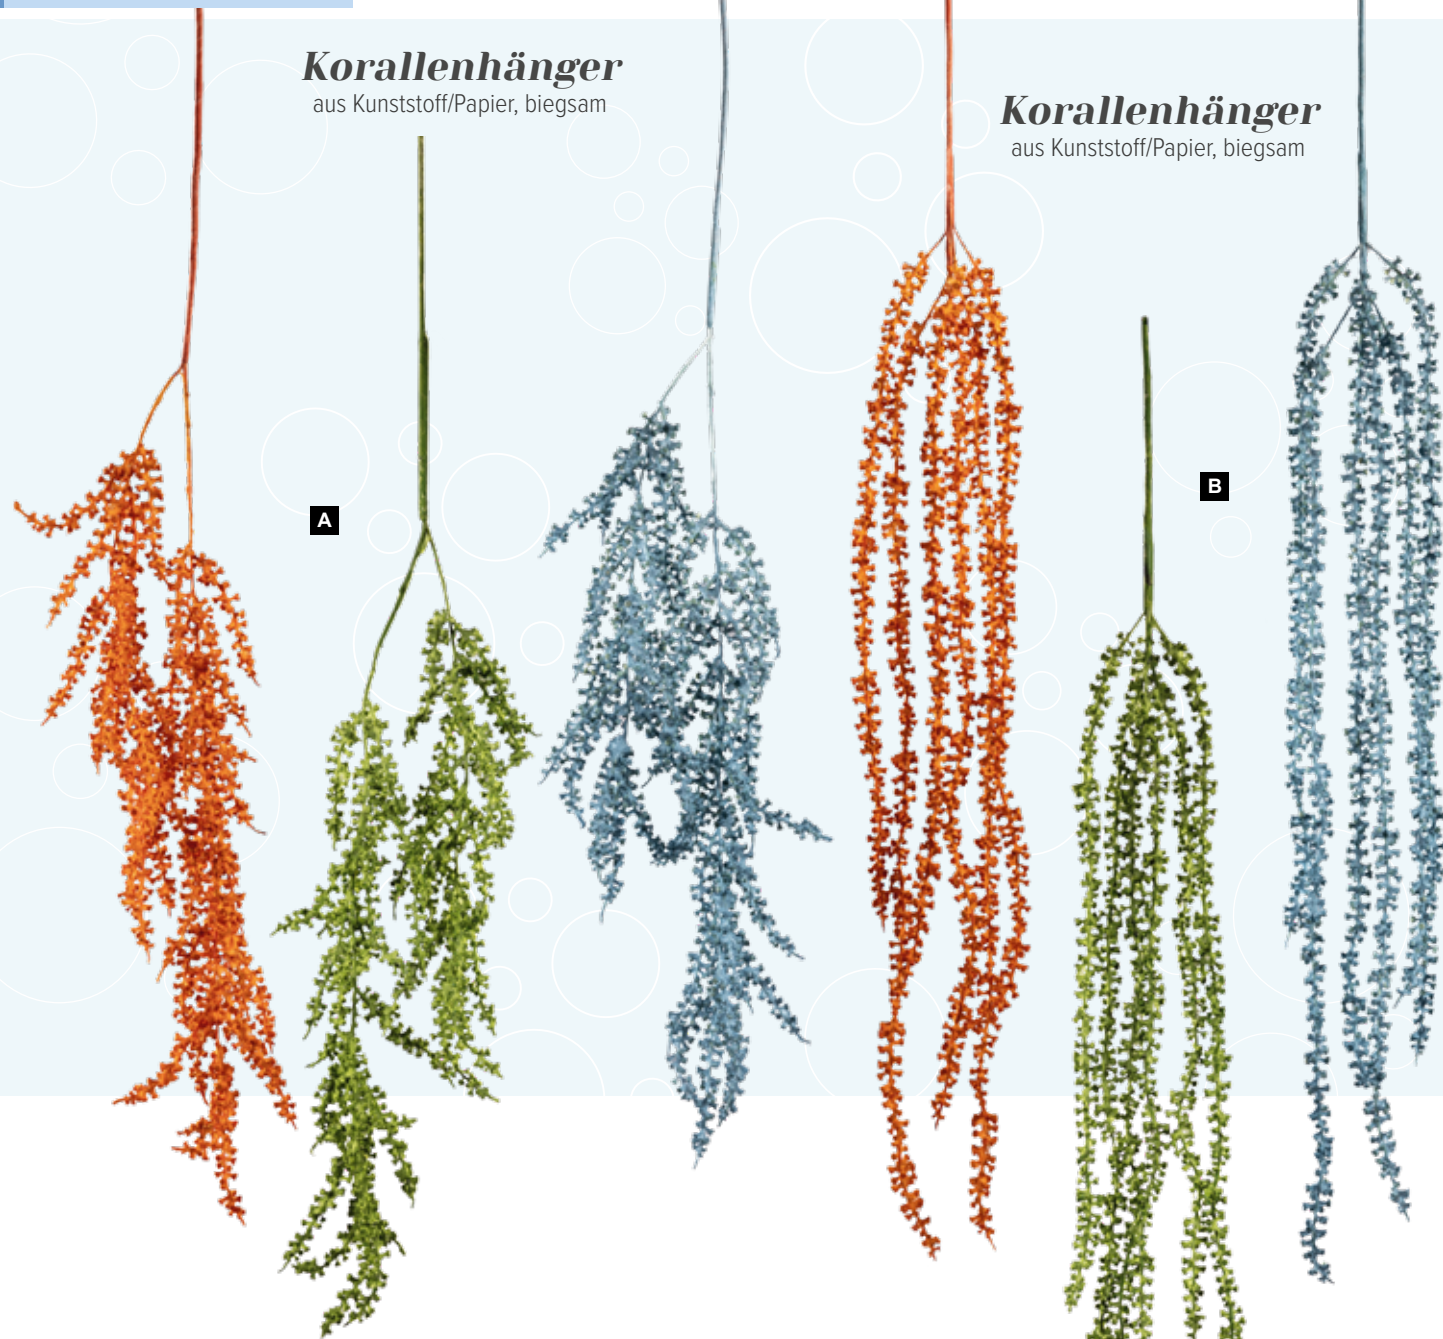 Korallenhänger
aus Kunststoff/Papier, biegsam
Korallenhänger
aus Kunststoff/Papier, biegsam
A
B